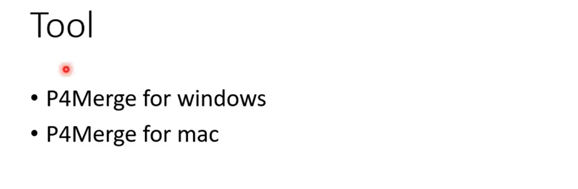 Tool
• P4Merge for windows
• P4Merge for mac